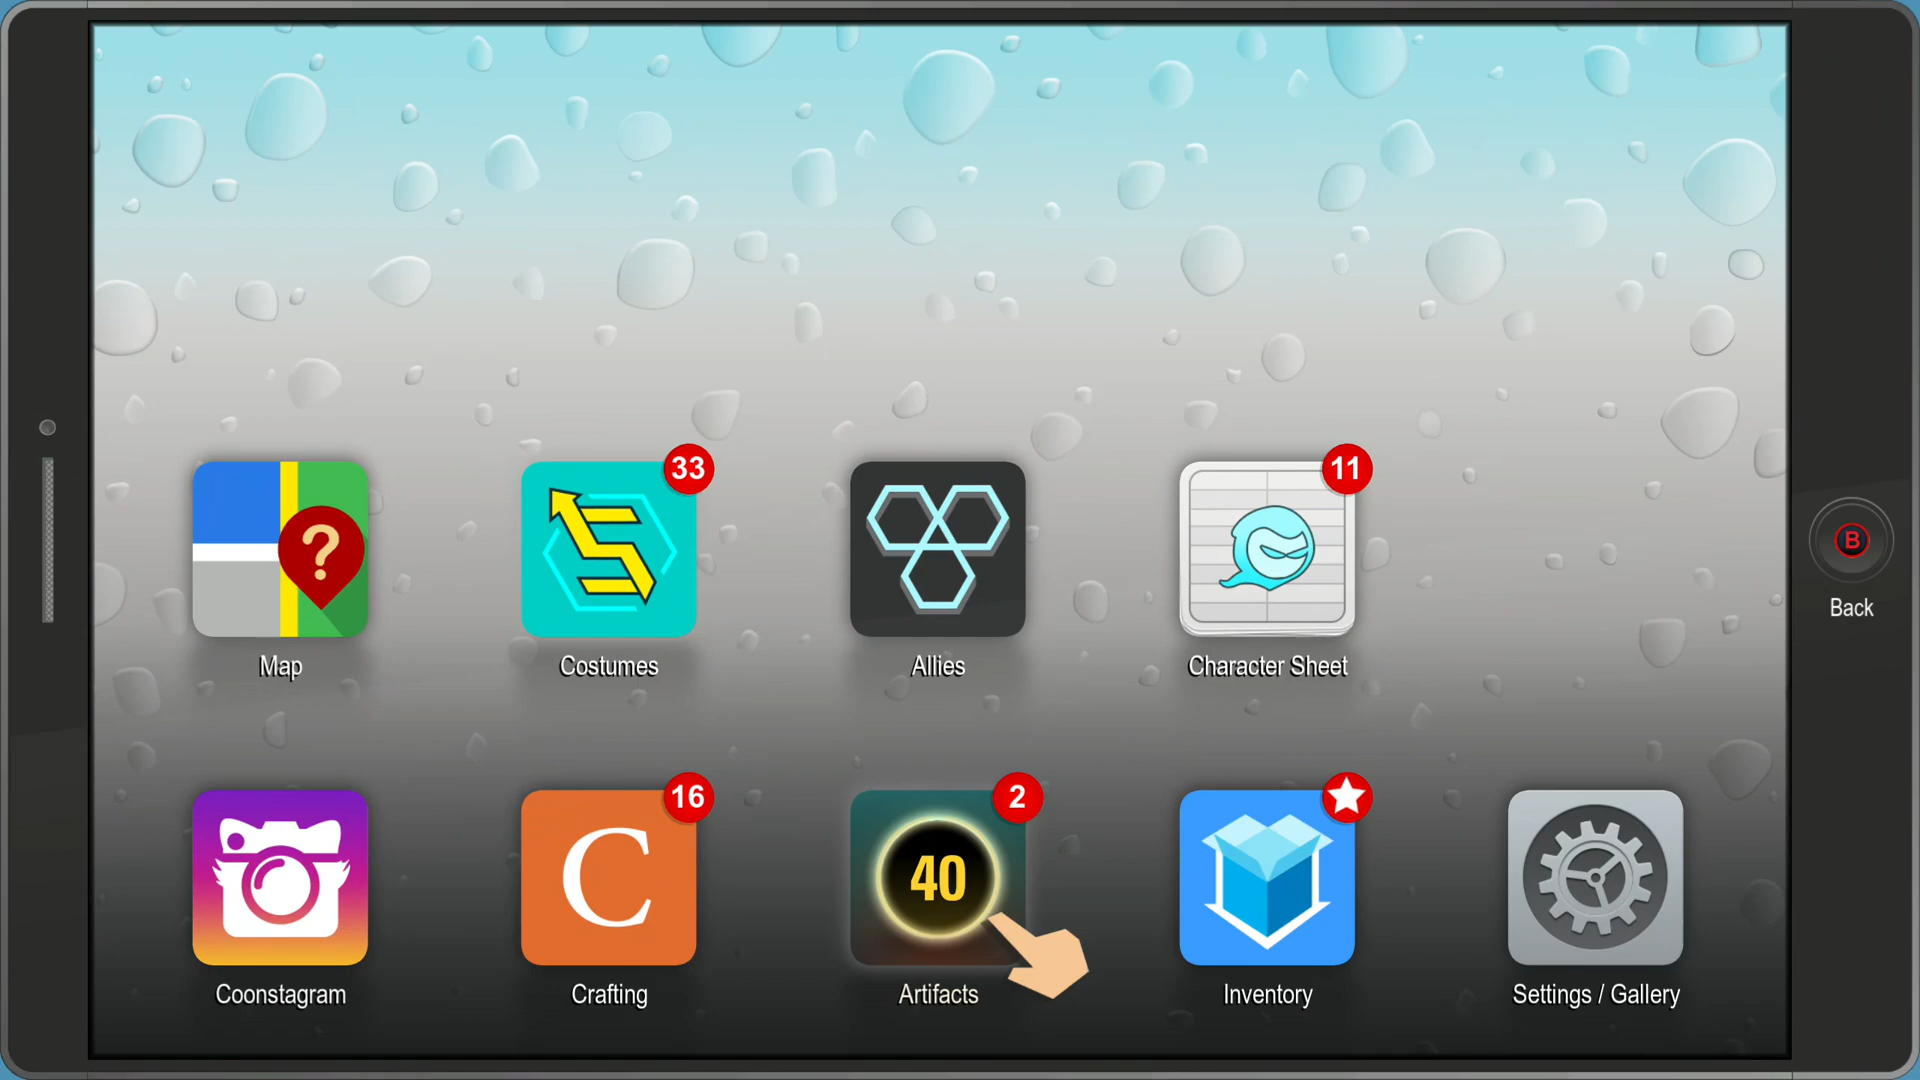 33
11
?
B
Back
Map
Costumes
Allies
Character Sheet
16
2
C
40
Coonstagram
Crafting
Artifacts
Inventory
Settings / Gallery